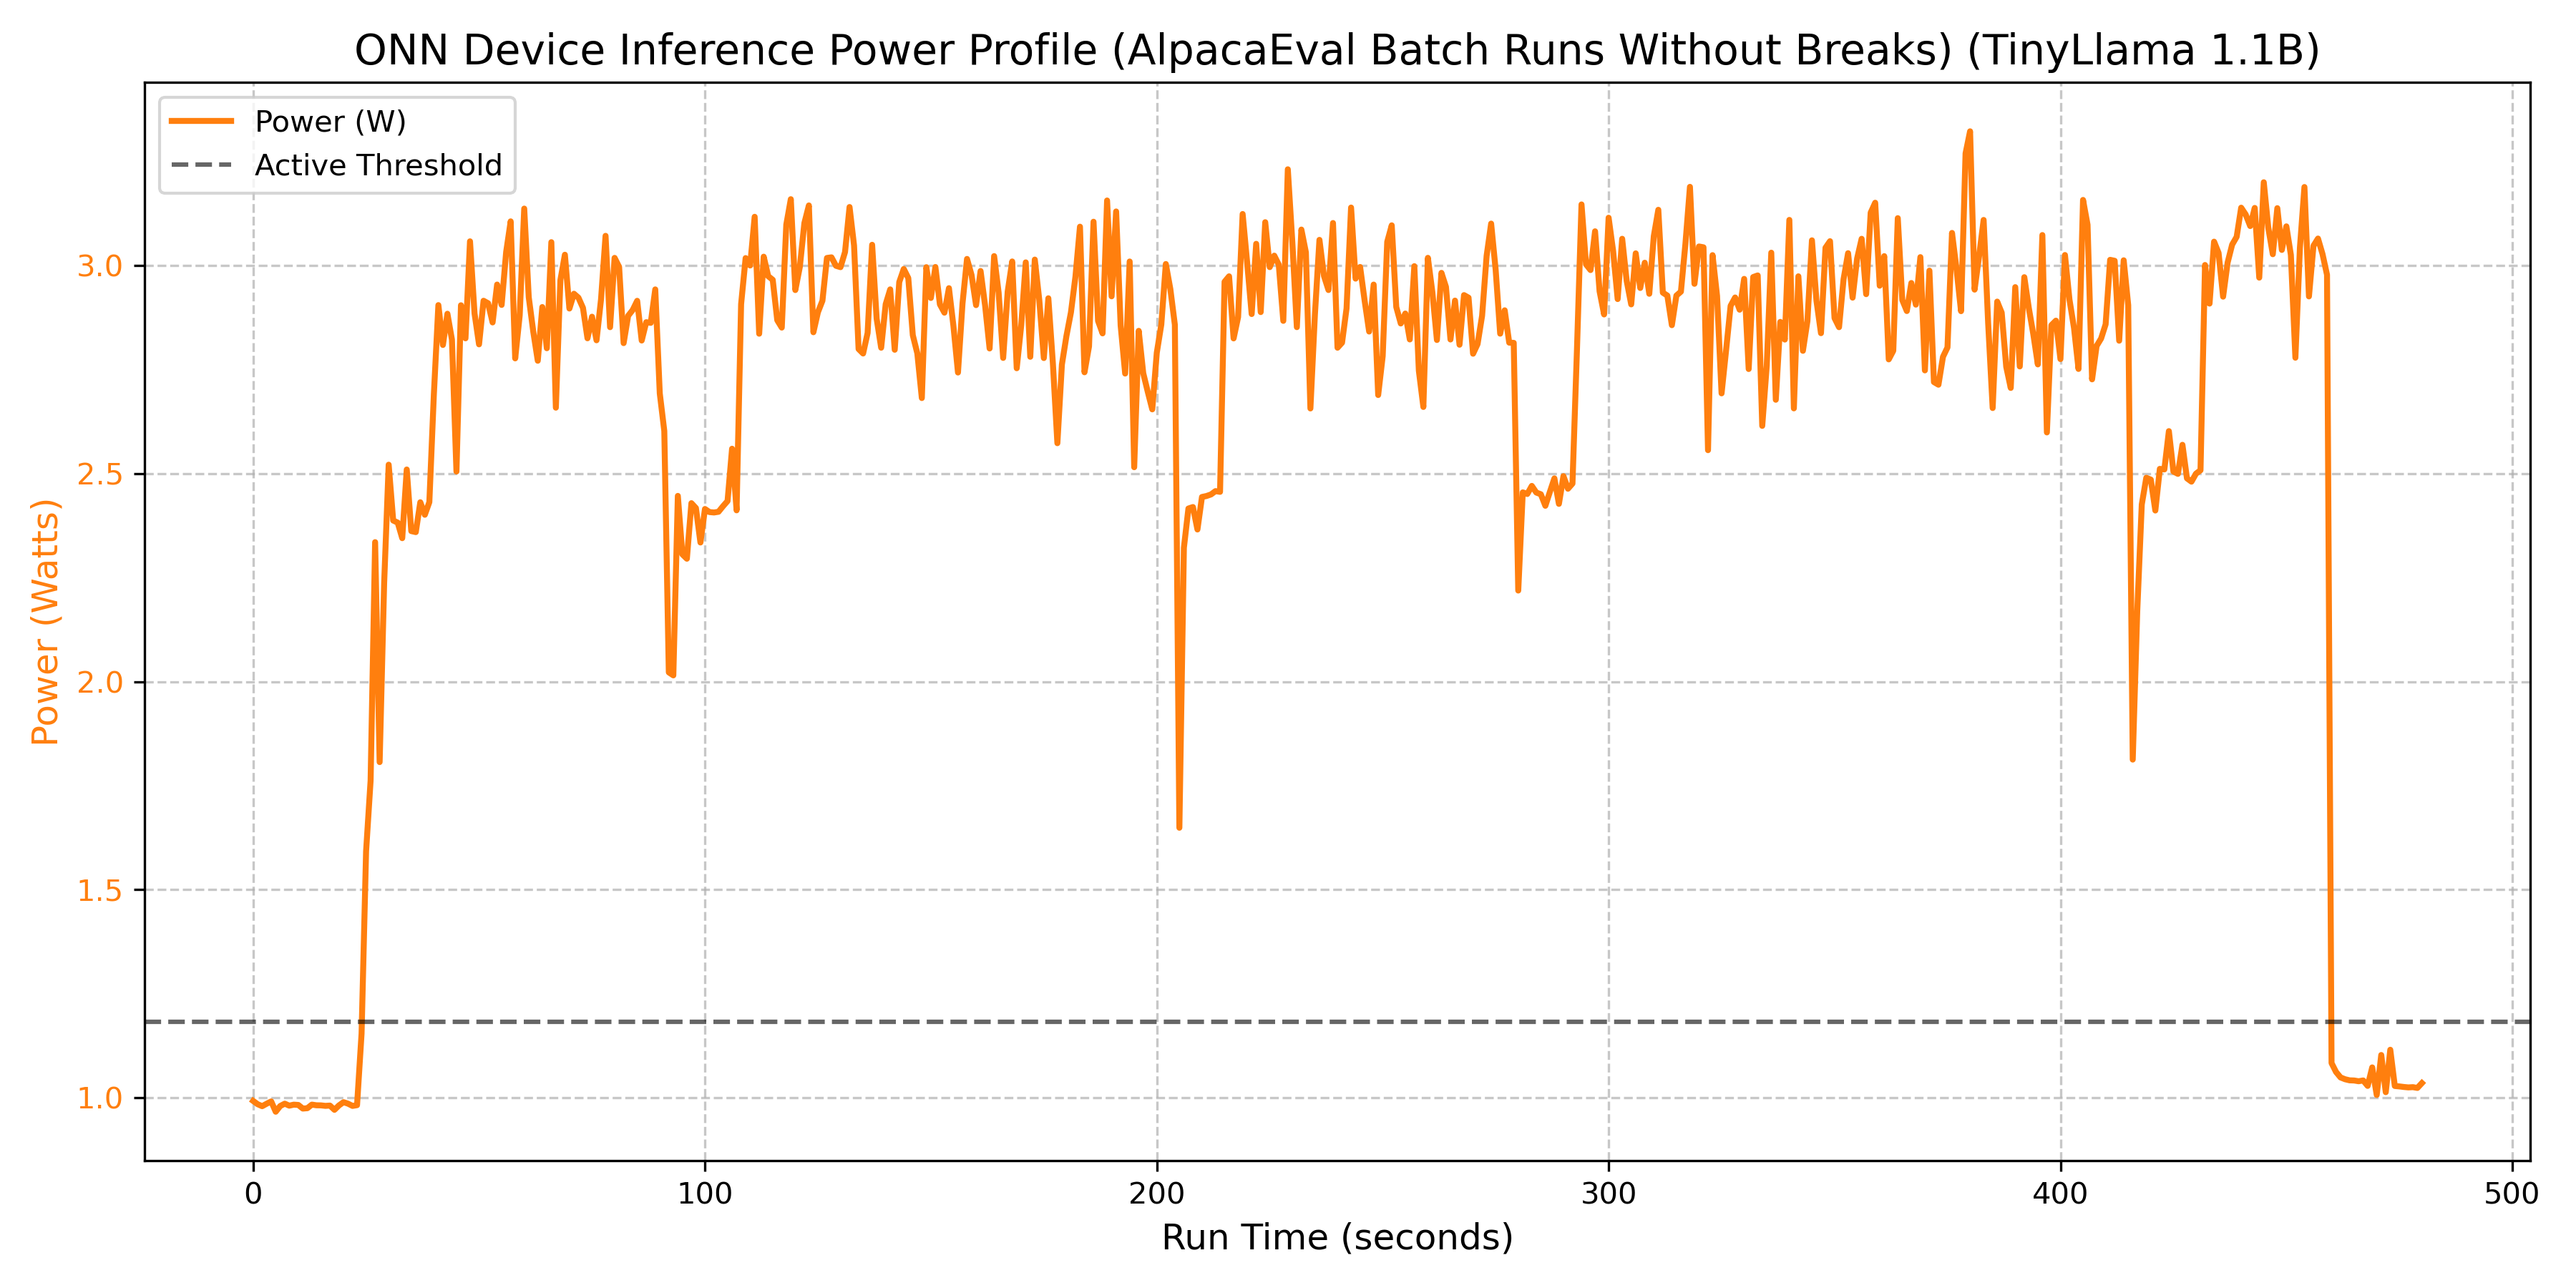 ONN Device Inference Power Profile (AlpacaEval Batch Runs Without Breaks) (TinyLlama 1.1B)
Power (W)
Active Threshold
Power (Watts)
3.0
2.5
2.0
1.5
1.0
0
100
200
300
400
500
Run Time (seconds)